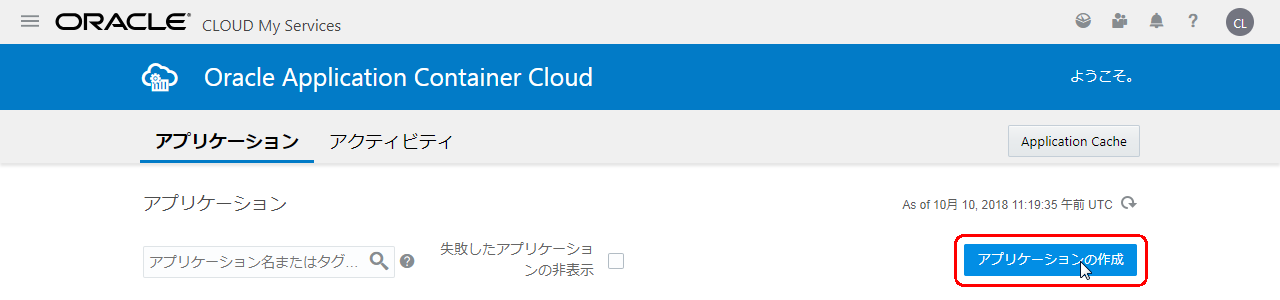 ORACLE® CLOUD My Services
? CL
Oracle Application Container Cloud
ようこそ。
アプリケーション アクティビティ
Application Cache
アプリケーション
As of 10月 10, 2018 11:19:35 午前 UTC
アプリケーション名またはタグ... ?
失敗したアプリケーショ
ンの非表示
アプリケーションの作成